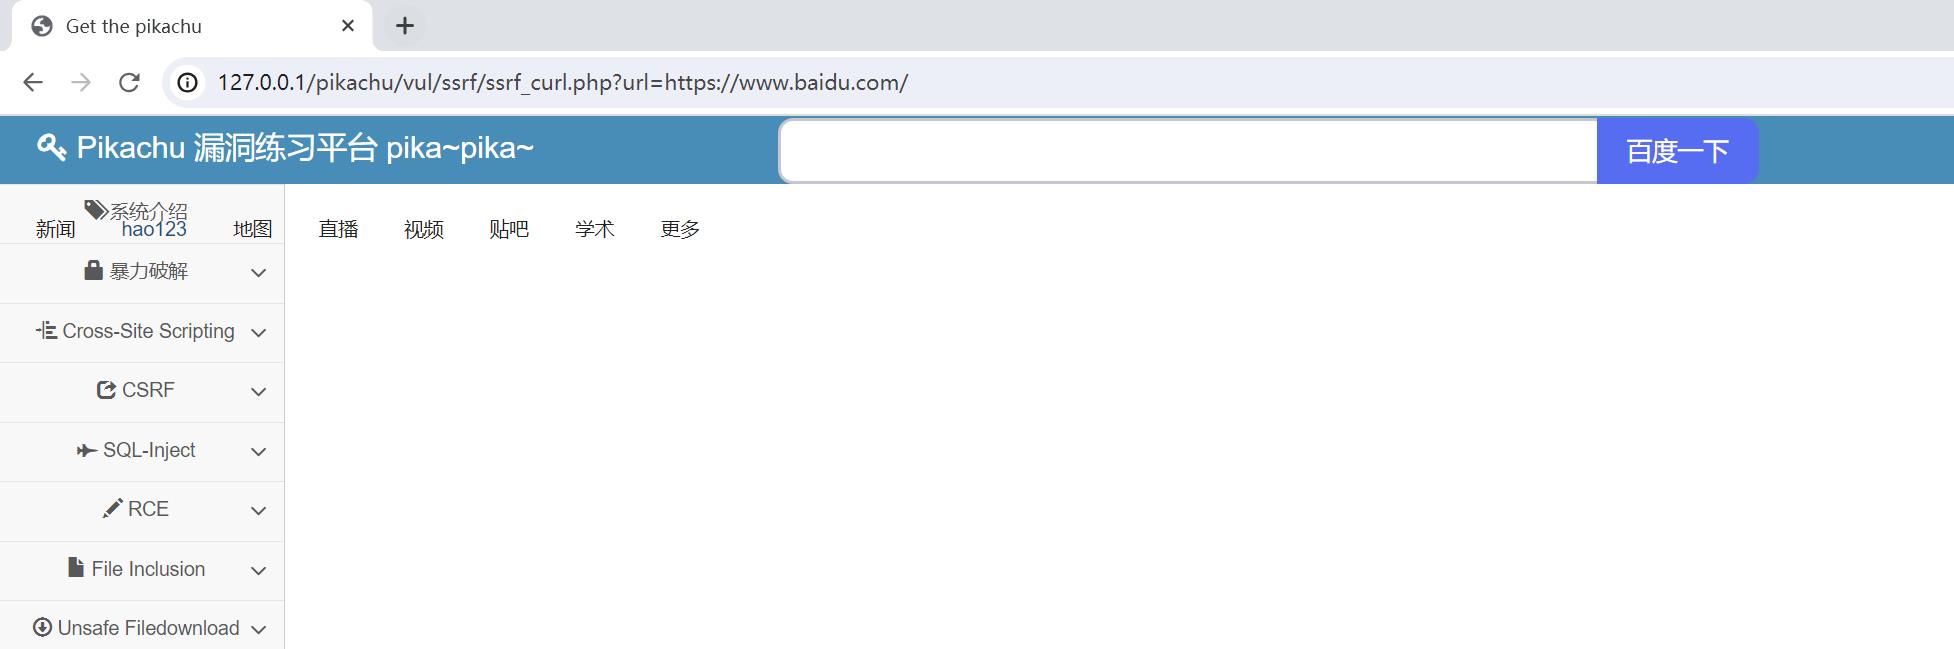 Get the pikachu
127.0.0.1/pikachu/vul/ssrf/ssrf_curl.php?url=https://www.baidu.com/
Pikachu 漏洞练习平台 pika~pika~
百度一下
系统介绍
新闻 hao123 地图 直播 视频 贴吧 学术 更多
暴力破解
Cross-Site Scripting
CSRF
SQL-Inject
RCE
File Inclusion
Unsafe Filedownload